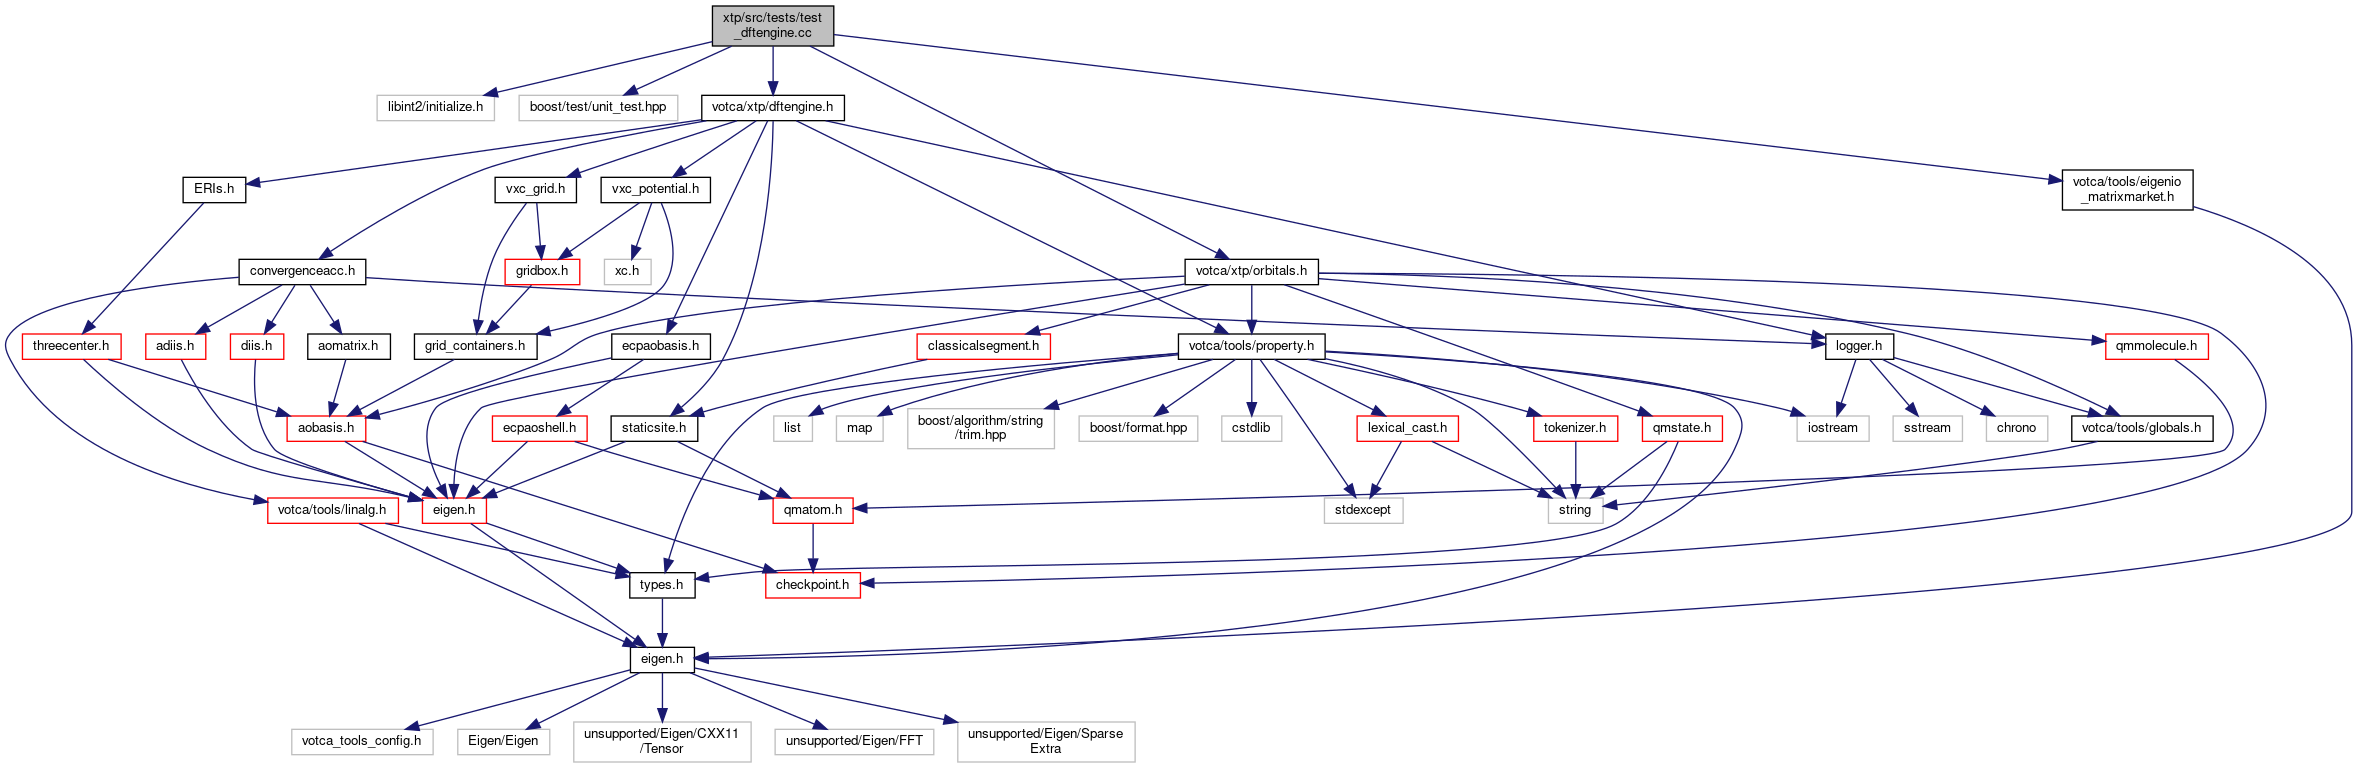 xtp/src/tests/test
_dftengine.cc
libint2/initialize.h
boost/test/unit_test.hpp
votca/xtp/dftengine.h
ERIs.h
vxc_grid.h
vxc_potential.h
votca/tools/eigenio
_matrixmarket.h
convergenceacc.h
gridbox.h
xc.h
votca/xtp/orbitals.h
threecenter.h
adiis.h
diis.h
aomatrix.h
grid_containers.h
ecpaobasis.h
classicalsegment.h
votca/tools/property.h
logger.h
qmmolecule.h
aobasis.h
ecpaoshell.h
staticsite.h
list
map
boost/algorithm/string
/trim.hpp
boost/format.hpp
cstdlib
lexical_cast.h
tokenizer.h
qmstate.h
iostream
sstream
chrono
votca/tools/globals.h
votca/tools/linalg.h
eigen.h
qmatom.h
stdexcept
string
types.h
checkpoint.h
eigen.h
votca_tools_config.h
Eigen/Eigen
unsupported/Eigen/CXX11
/Tensor
unsupported/Eigen/FFT
unsupported/Eigen/Sparse
Extra